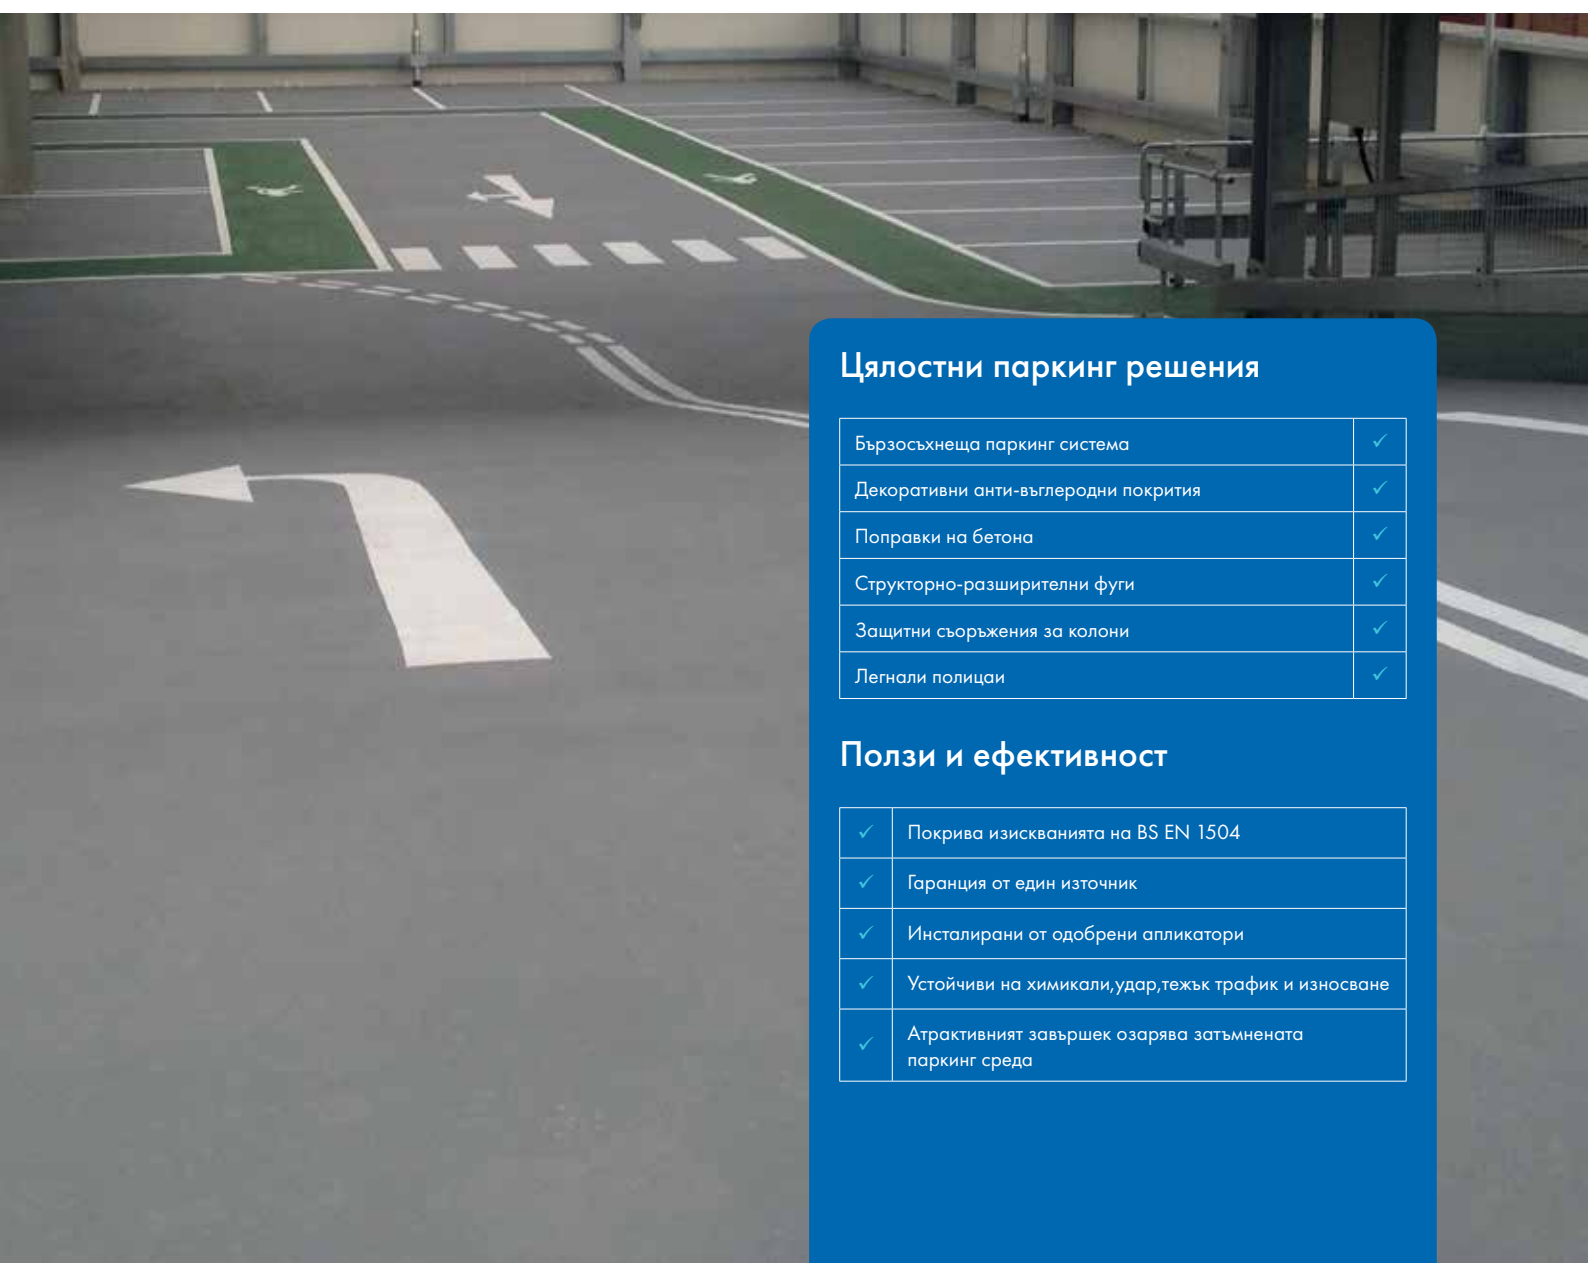 Цялостни паркинг решения
Бързосъхнеща паркинг система ✓
Декоративни анти-въглеродни покрития ✓
Поправки на бетона ✓
Структорно-разширителни фуги ✓
Защитни съоръжения за колони ✓
Легнали полицаи ✓
Ползи и ефективност
✓ Покрива изискванията на BS EN 1504
✓ Гаранция от един източник
✓ Инсталирани от одобрени апликатори
✓ Устойчиви на химикали,удар,тежък трафик и износване
✓ Атрактивният завършек озарява затъмнената
паркинг среда